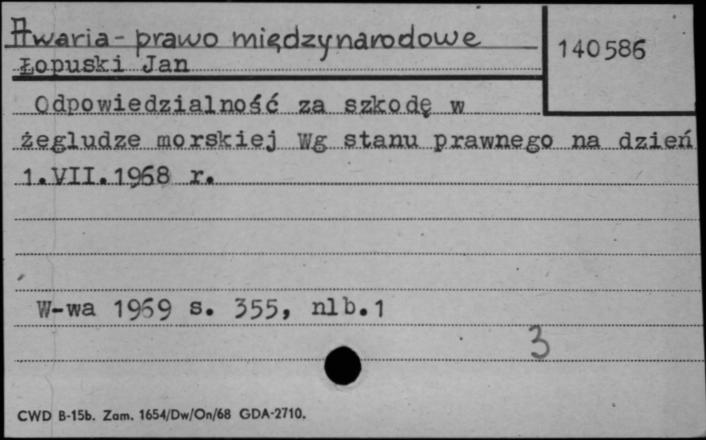 Awaria - prawo międzynarodowe
140586
Łopuski Jan
Odpowiedzialność za szkodę w
żegludze morskiej Wg stanu prawnego na dzień
1.VII.1968 r.
W-wa 1969 s. 355, nlb.1
3
CWD B-15b. Zam. 1654/Dw/On/68 GDA-2710.